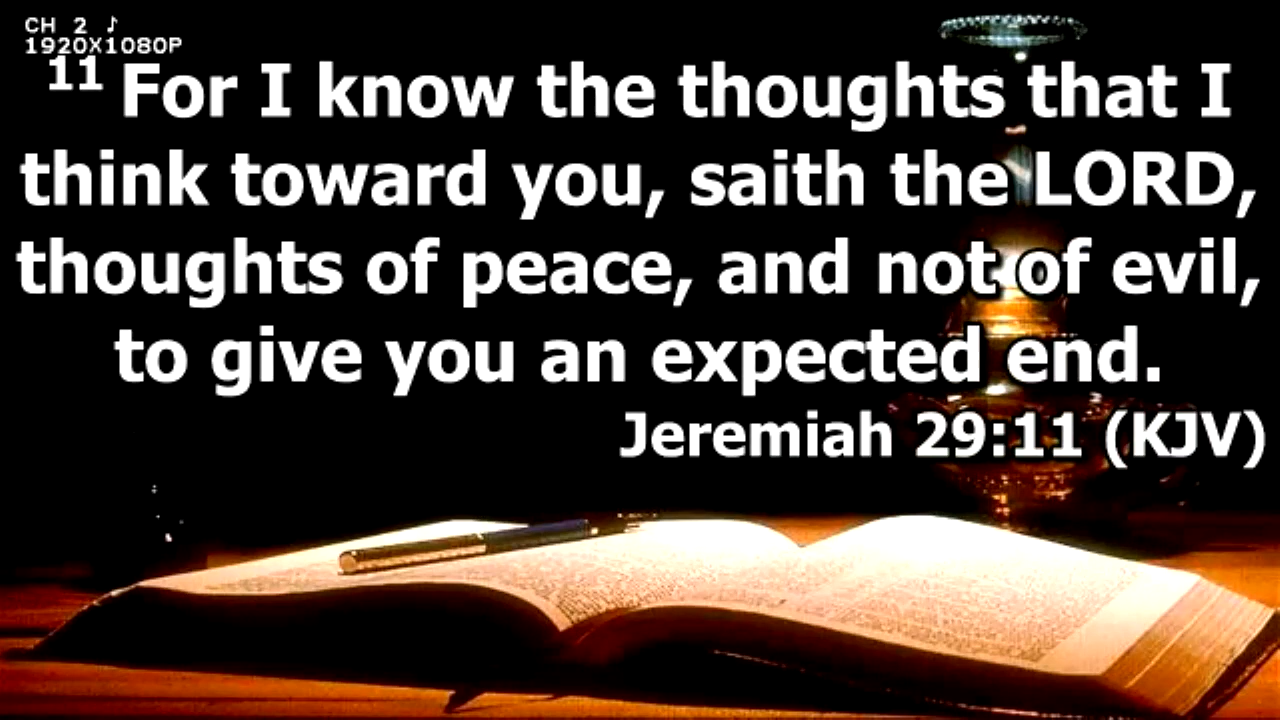 CH 2 ♪
1920X1080P
11 For I know the thoughts that I
think toward you, saith the LORD,
thoughts of peace, and not of evil,
to give you an expected end.
Jeremiah 29:11 (KJV)